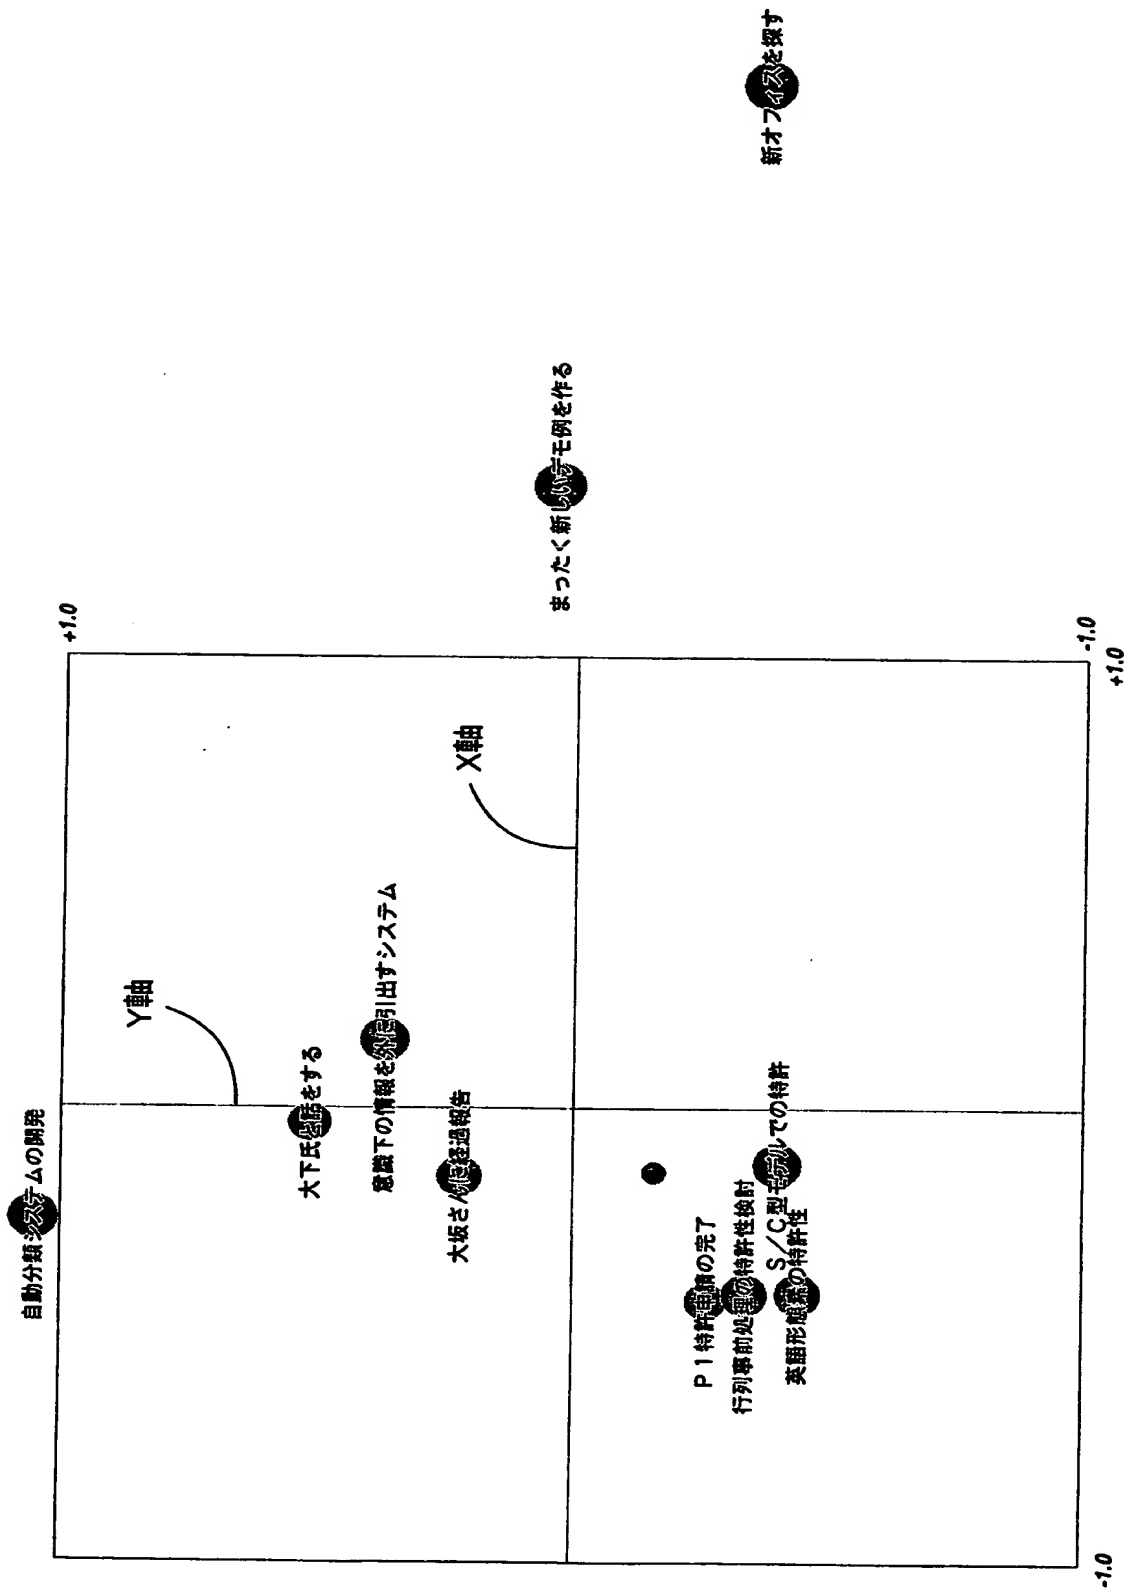 自動分類システムの開発
+1.0
Y軸
大下氏と話をする
意識下の情報を外に引出すシステム
X軸
大坂さんに経過報告
まったく新しいデモ例を作る
新オフィスを探す
P1特許申請の完了
行列事前処理の特許性検討
S/C型モデルでの特許
英語形態素の特許性
-1.0
-1.0
+1.0